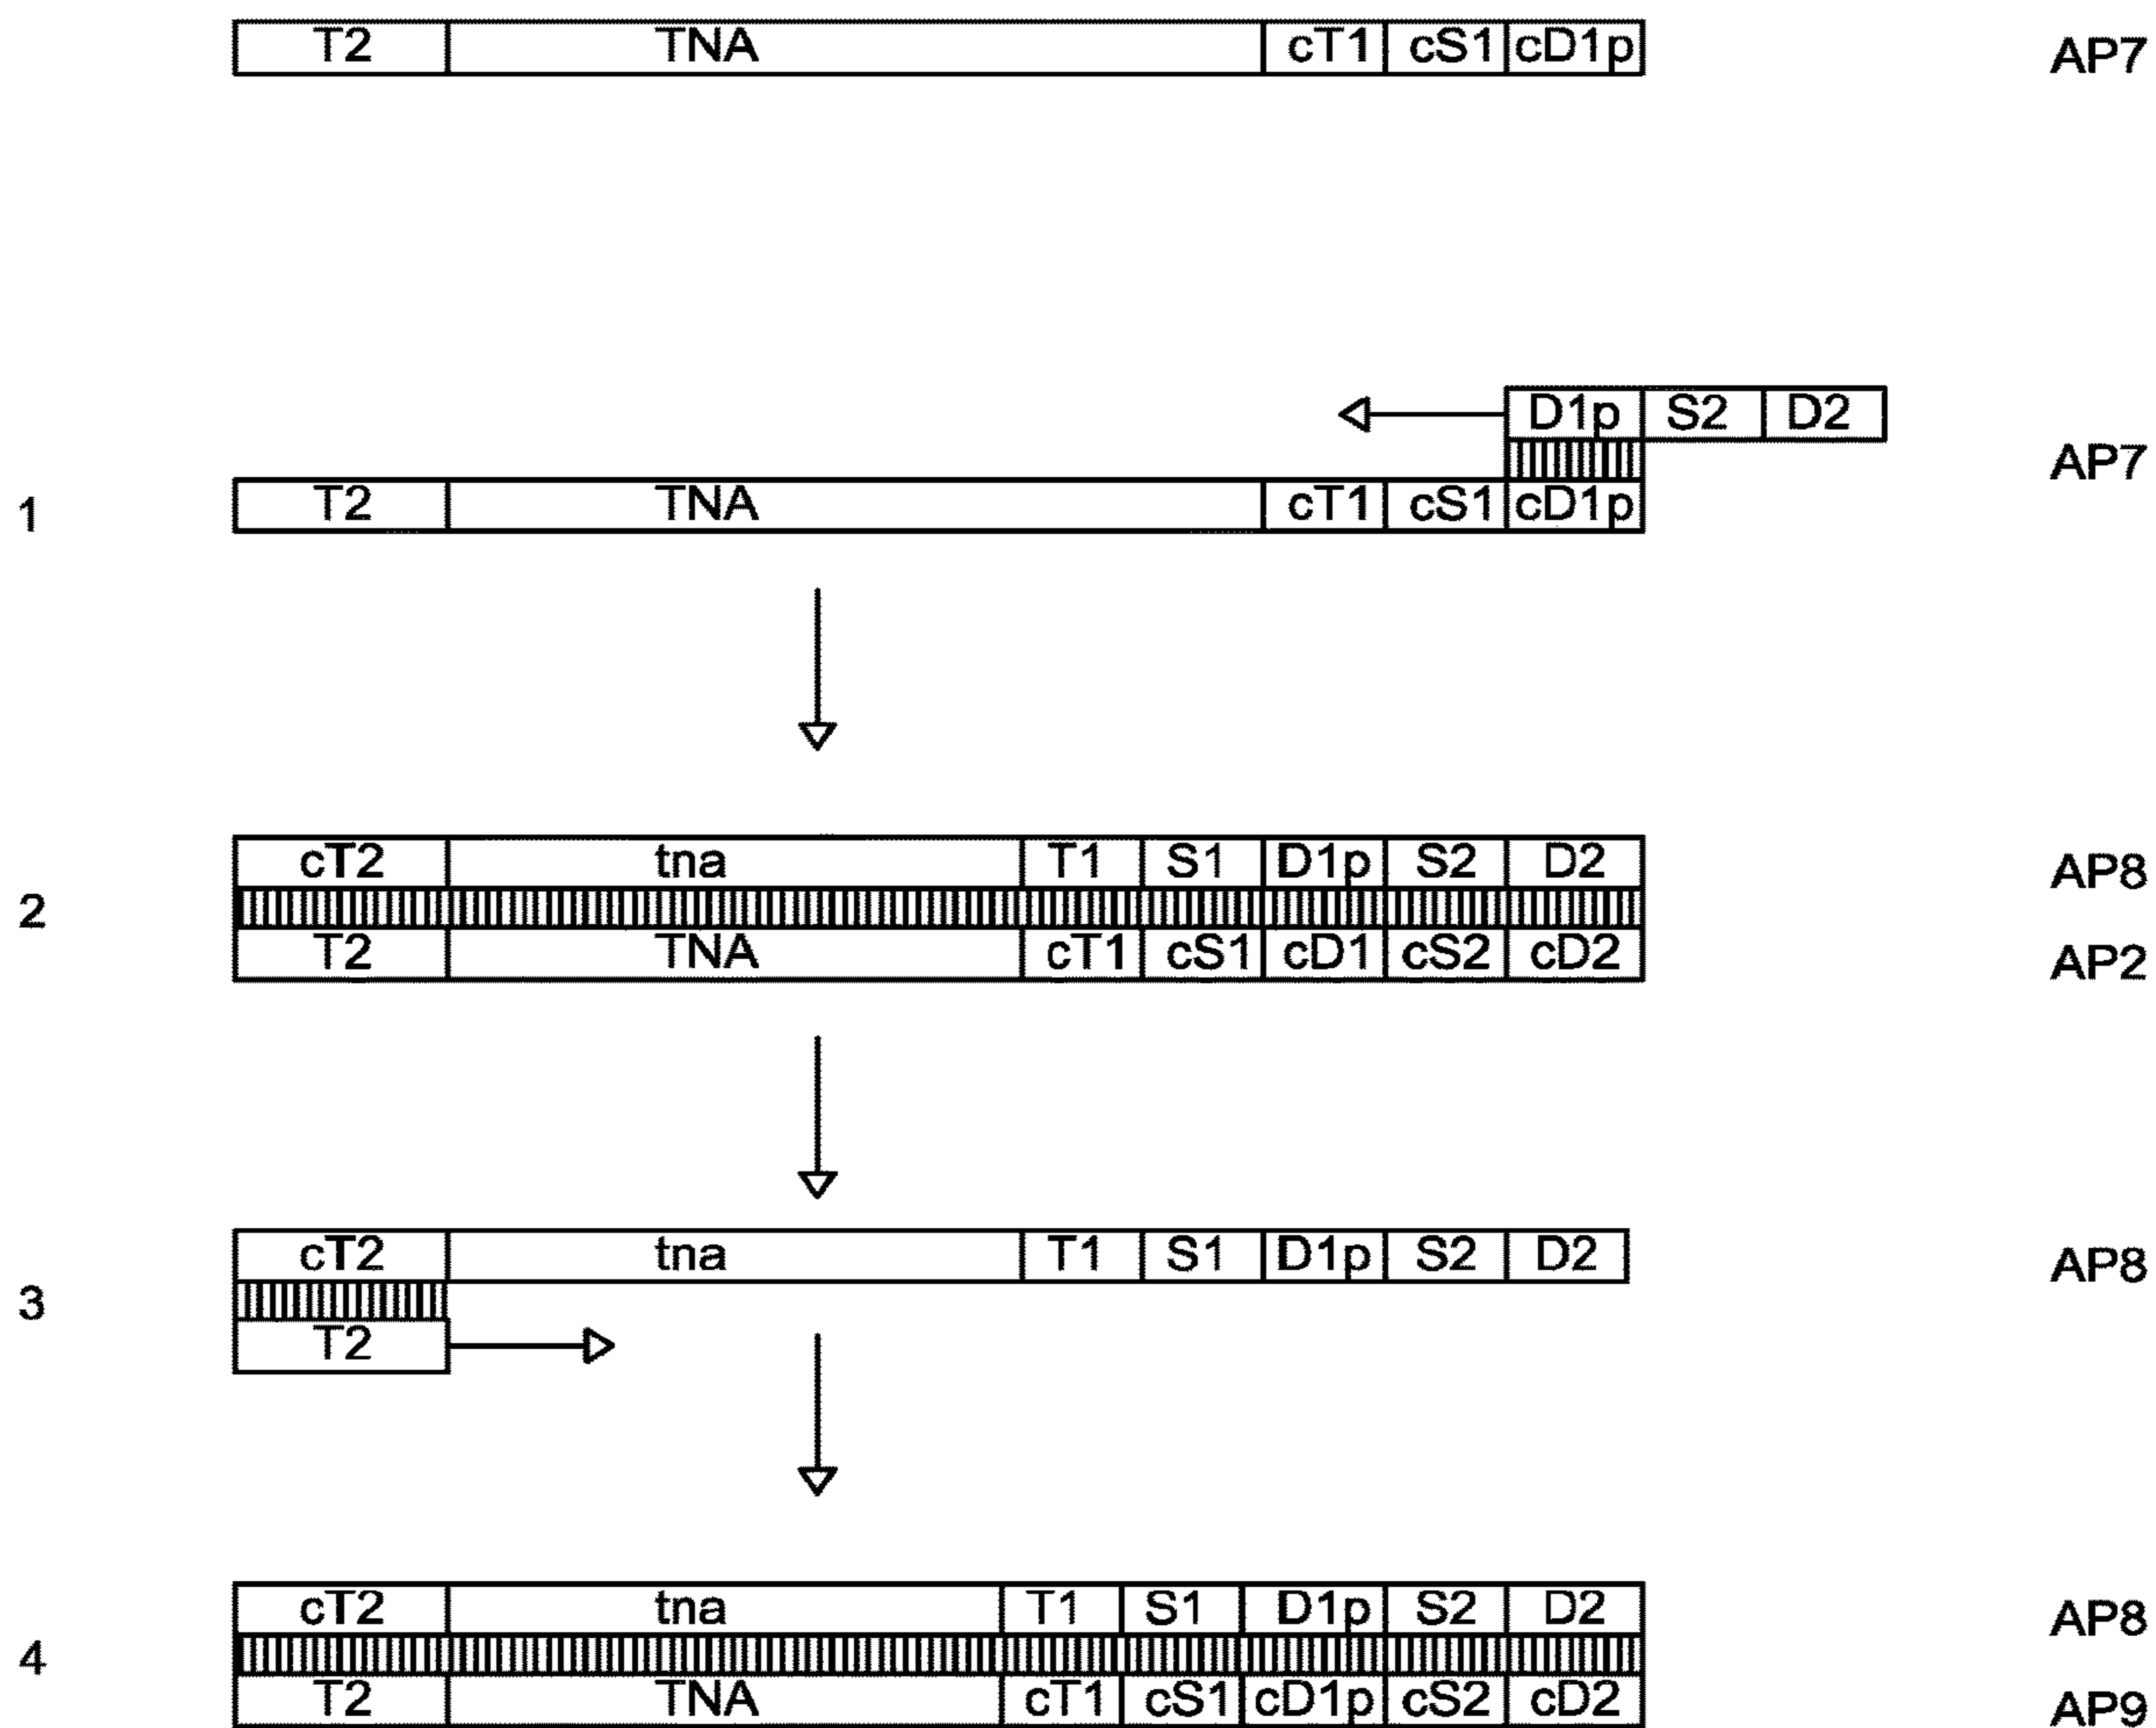 T2 TNA cT1 cS1 cD1p AP7
D1p S2 D2
AP7
1 T2 TNA cT1 cS1 cD1p
cT2 tna T1 S1 D1p S2 D2 AP8
2
T2 TNA cT1 cS1 cD1 cS2 cD2 AP2
cT2 tna T1 S1 D1p S2 D2 AP8
3
T2
cT2 tna T1 S1 D1p S2 D2 AP8
4
T2 TNA cT1 cS1 cD1p cS2 cD2 AP9